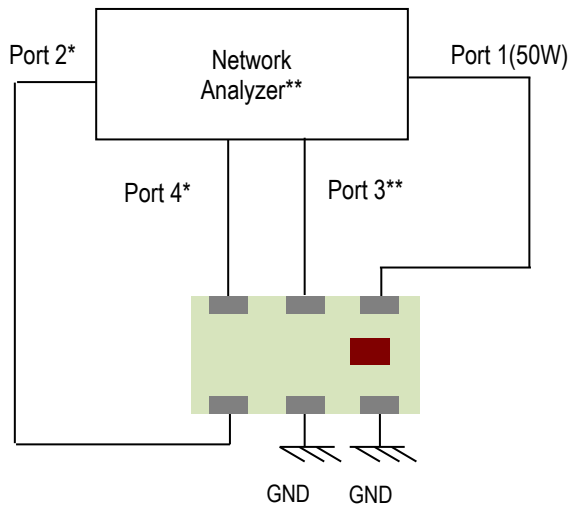 Port 2*
Network
Analyzer**
Port 1(50W)
Port 4*
Port 3**
GND
GND